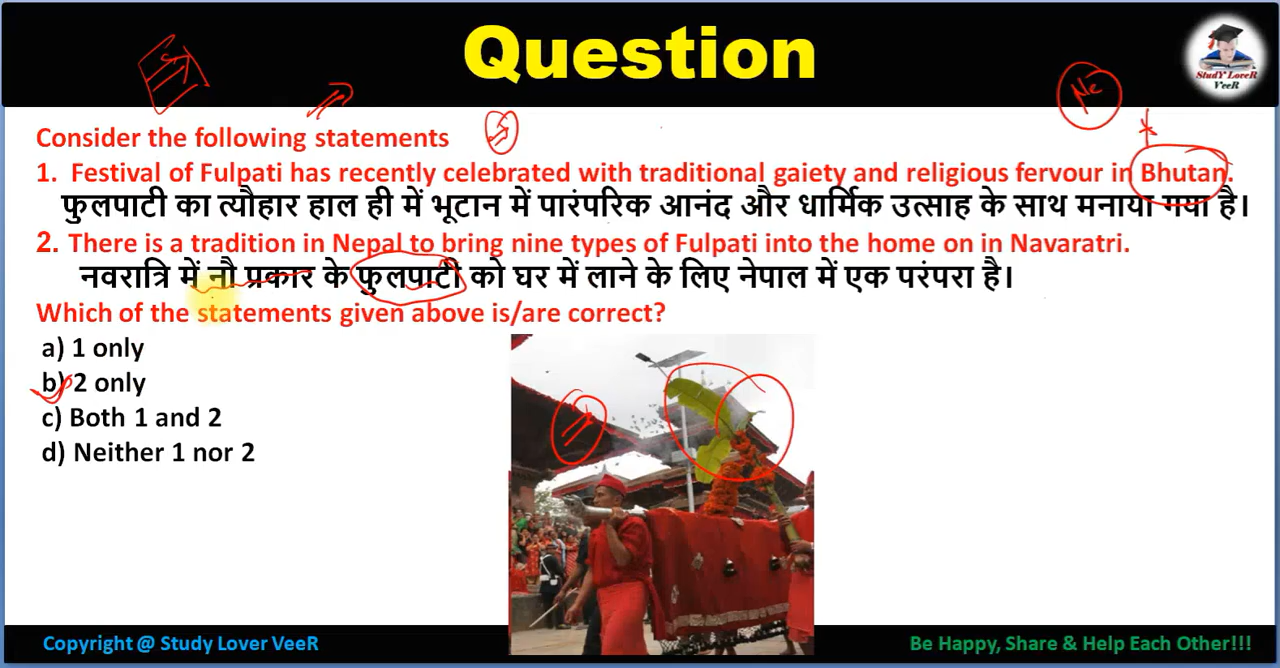 Question
StudY LoveR
VeeR
Ne
Consider the following statements
1. Festival of Fulpati has recently celebrated with traditional gaiety and religious fervour in Bhutan.
फुलपाटी का त्यौहार हाल ही में भूटान में पारंपरिक आनंद और धार्मिक उत्साह के साथ मनाया गया है।
2. There is a tradition in Nepal to bring nine types of Fulpati into the home on in Navaratri.
नवरात्रि में नौ प्रकार के फुलपाटी को घर में लाने के लिए नेपाल में एक परंपरा है।
Which of the statements given above is/are correct?
a) 1 only
b) 2 only
c) Both 1 and 2
d) Neither 1 nor 2
Copyright @ Study Lover VeeR
Be Happy, Share & Help Each Other!!!